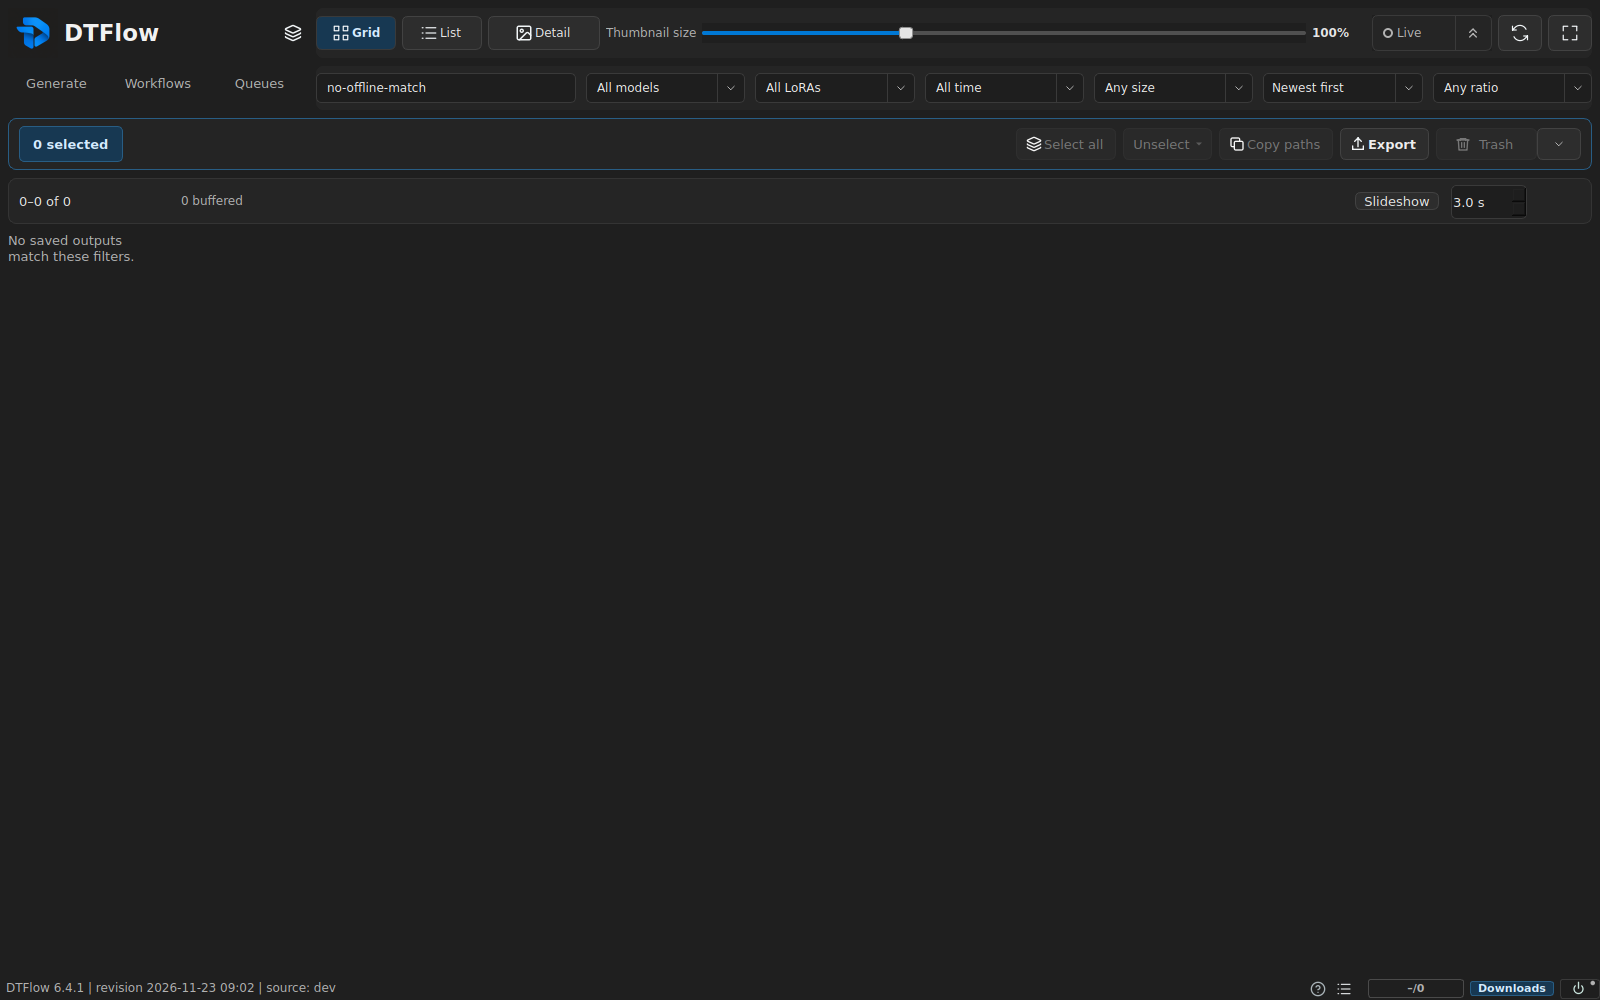 DTFlow
Grid
List
Detail
Thumbnail size
100%
Live
Generate
Workflows
Queues
no-offline-match
All models
All LoRAs
All time
Any size
Newest first
Any ratio
0 selected
Select all
Unselect
Copy paths
Export
Trash
0–0 of 0
0 buffered
Slideshow
3.0 s
No saved outputs
match these filters.
DTFlow 6.4.1 | revision 2026-11-23 09:02 | source: dev
–/0
Downloads